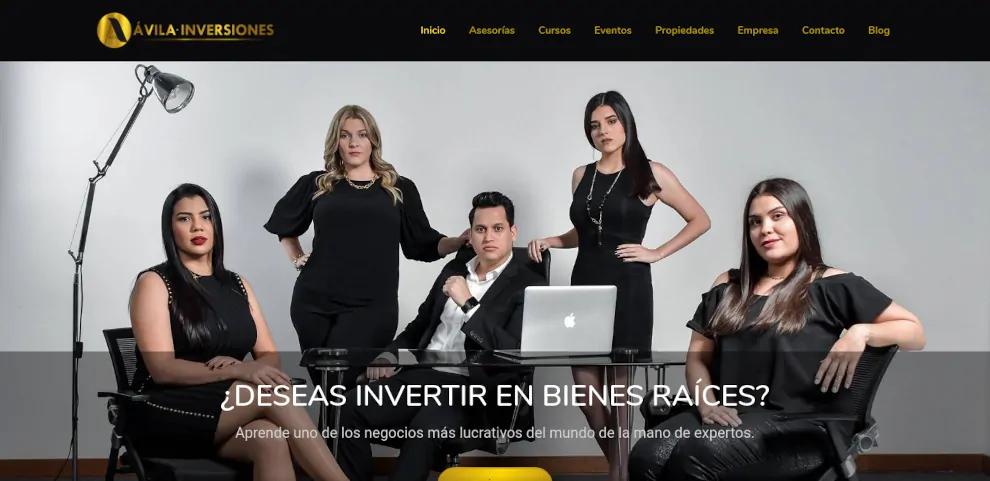 ÁVILA·INVERSIONES
Inicio Asesorías Cursos Eventos Propiedades Empresa Contacto Blog
¿DESEAS INVERTIR EN BIENES RAÍCES?
Aprende uno de los negocios más lucrativos del mundo de la mano de expertos.